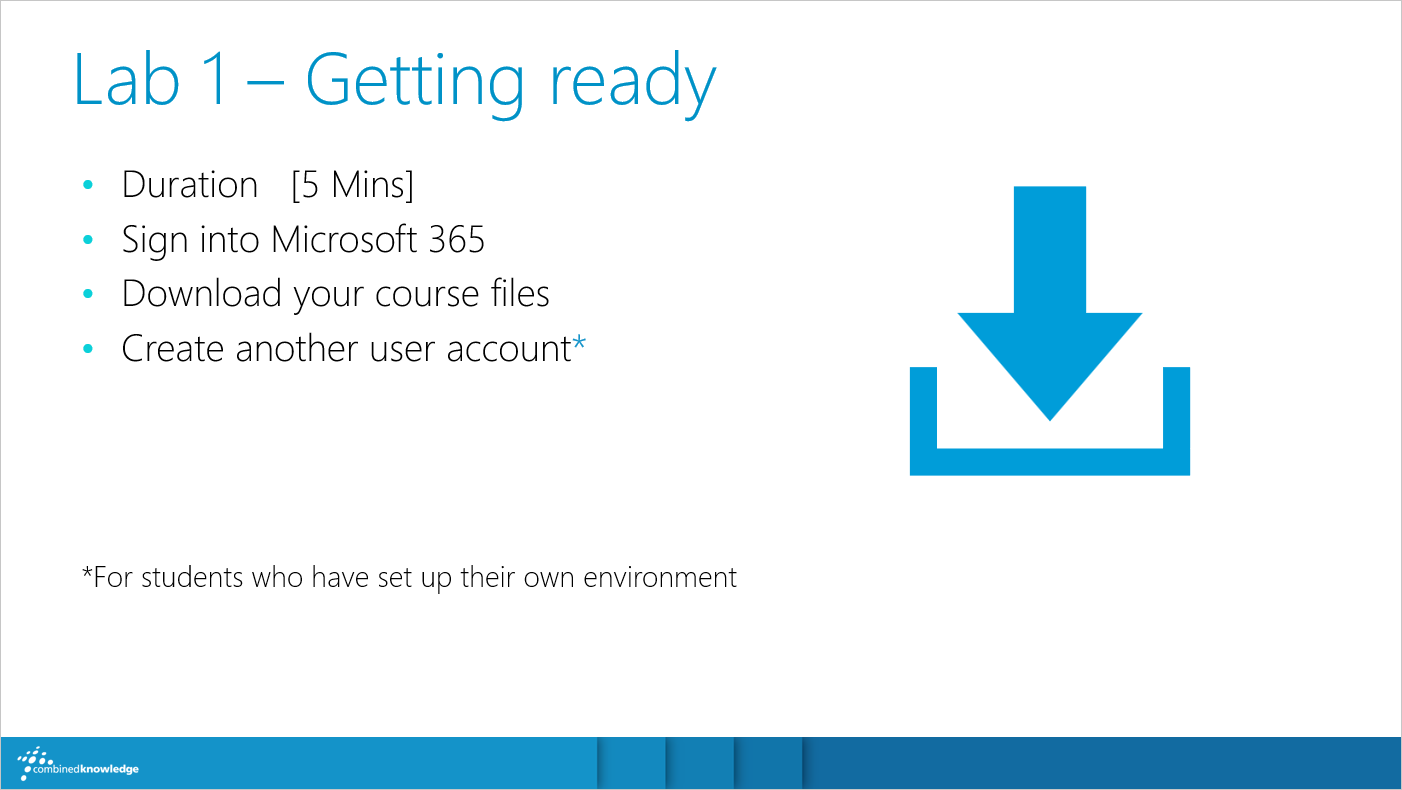 Lab 1 – Getting ready
• Duration [5 Mins]
• Sign into Microsoft 365
• Download your course files
• Create another user account*
*For students who have set up their own environment
combinedknowledge